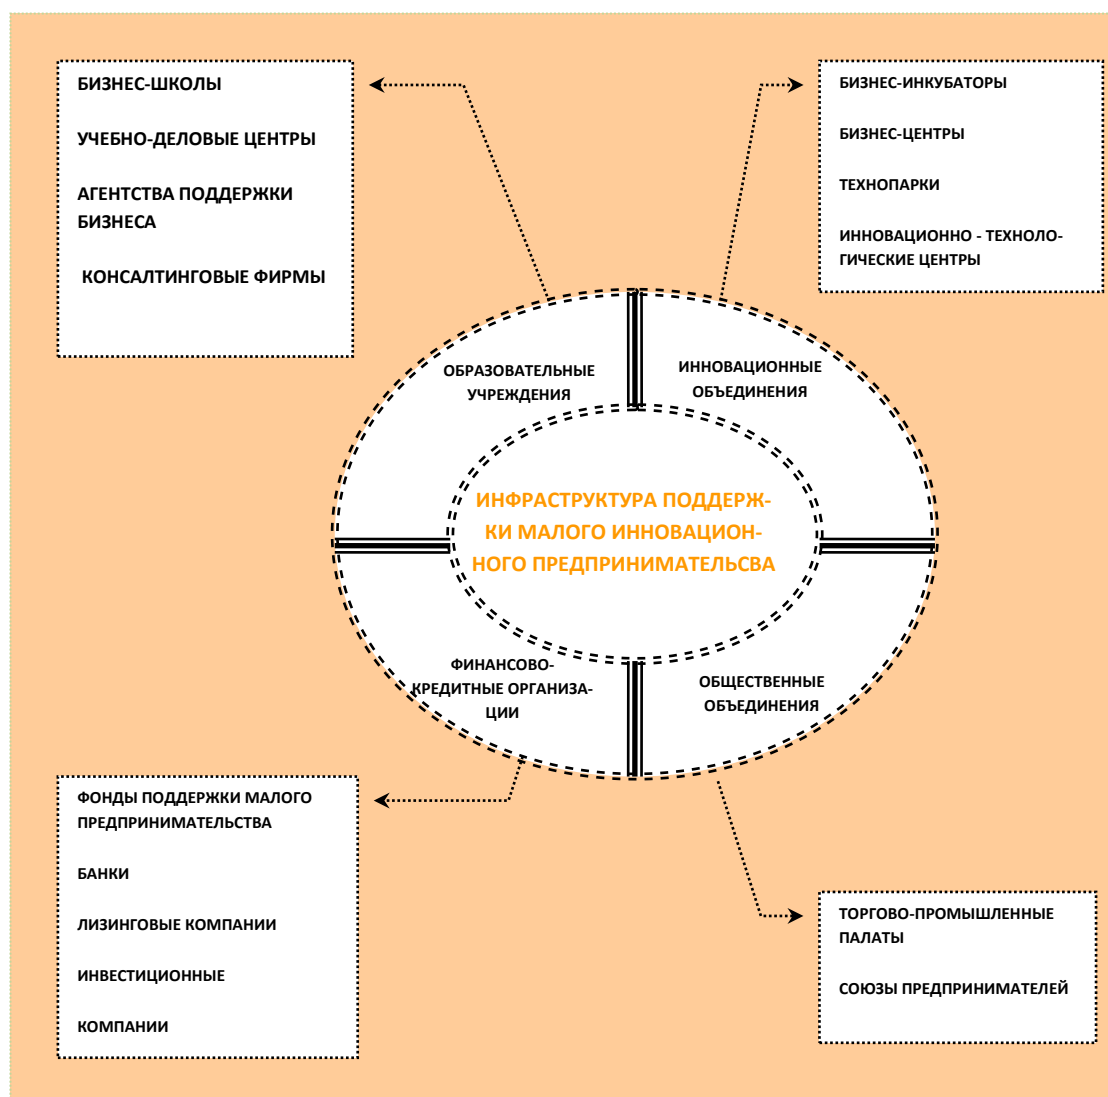 БИЗНЕС-ШКОЛЫ
УЧЕБНО-ДЕЛОВЫЕ ЦЕНТРЫ
АГЕНТСТВА ПОДДЕРЖКИ
БИЗНЕСА
КОНСАЛТИНГОВЫЕ ФИРМЫ
БИЗНЕС-ИНКУБАТОРЫ
БИЗНЕС-ЦЕНТРЫ
ТЕХНОПАРКИ
ИННОВАЦИОННО - ТЕХНОЛО-
ГИЧЕСКИЕ ЦЕНТРЫ
ОБРАЗОВАТЕЛЬНЫЕ
УЧРЕЖДЕНИЯ
ИННОВАЦИОННЫЕ
ОБЪЕДИНЕНИЯ
ИНФРАСТРУКТУРА ПОДДЕРЖ-
КИ МАЛОГО ИННОВАЦИОН-
НОГО ПРЕДПРИНИМАТЕЛЬСВА
ФИНАНСОВО-
КРЕДИТНЫЕ ОРГАНИЗА-
ЦИИ
ОБЩЕСТВЕННЫЕ
ОБЪЕДИНЕНИЯ
ФОНДЫ ПОДДЕРЖКИ МАЛОГО
ПРЕДПРИНИМАТЕЛЬСТВА
БАНКИ
ЛИЗИНГОВЫЕ КОМПАНИИ
ИНВЕСТИЦИОННЫЕ
КОМПАНИИ
ТОРГОВО-ПРОМЫШЛЕННЫЕ
ПАЛАТЫ
СОЮЗЫ ПРЕДПРИНИМАТЕЛЕЙ